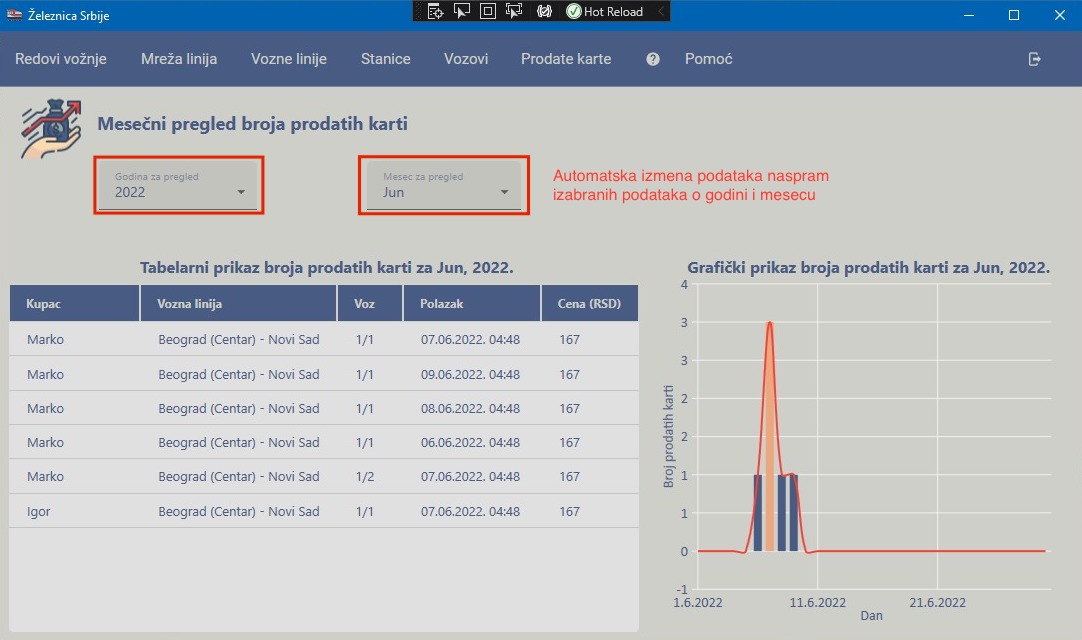 Železnica Srbije
Hot Reload
Redovi vožnje Mreža linija Vozne linije Stanice Vozovi Prodate karte ? Pomoć
Mesečni pregled broja prodatih karti
Godina za pregled
2022
Mesec za pregled
Jun
Automatska izmena podataka naspram
izabranih podataka o godini i mesecu
Tabelarni prikaz broja prodatih karti za Jun, 2022.
Kupac Vozna linija Voz Polazak Cena (RSD)
Marko Beograd (Centar) - Novi Sad 1/1 07.06.2022. 04:48 167
Marko Beograd (Centar) - Novi Sad 1/1 09.06.2022. 04:48 167
Marko Beograd (Centar) - Novi Sad 1/1 08.06.2022. 04:48 167
Marko Beograd (Centar) - Novi Sad 1/1 06.06.2022. 04:48 167
Marko Beograd (Centar) - Novi Sad 1/2 07.06.2022. 04:48 167
Igor Beograd (Centar) - Novi Sad 1/1 07.06.2022. 04:48 167
Grafički prikaz broja prodatih karti za Jun, 2022.
Broj prodatih karti
4
3
3
2
2
1
1
0
-1
1.6.2022 11.6.2022 21.6.2022
Dan